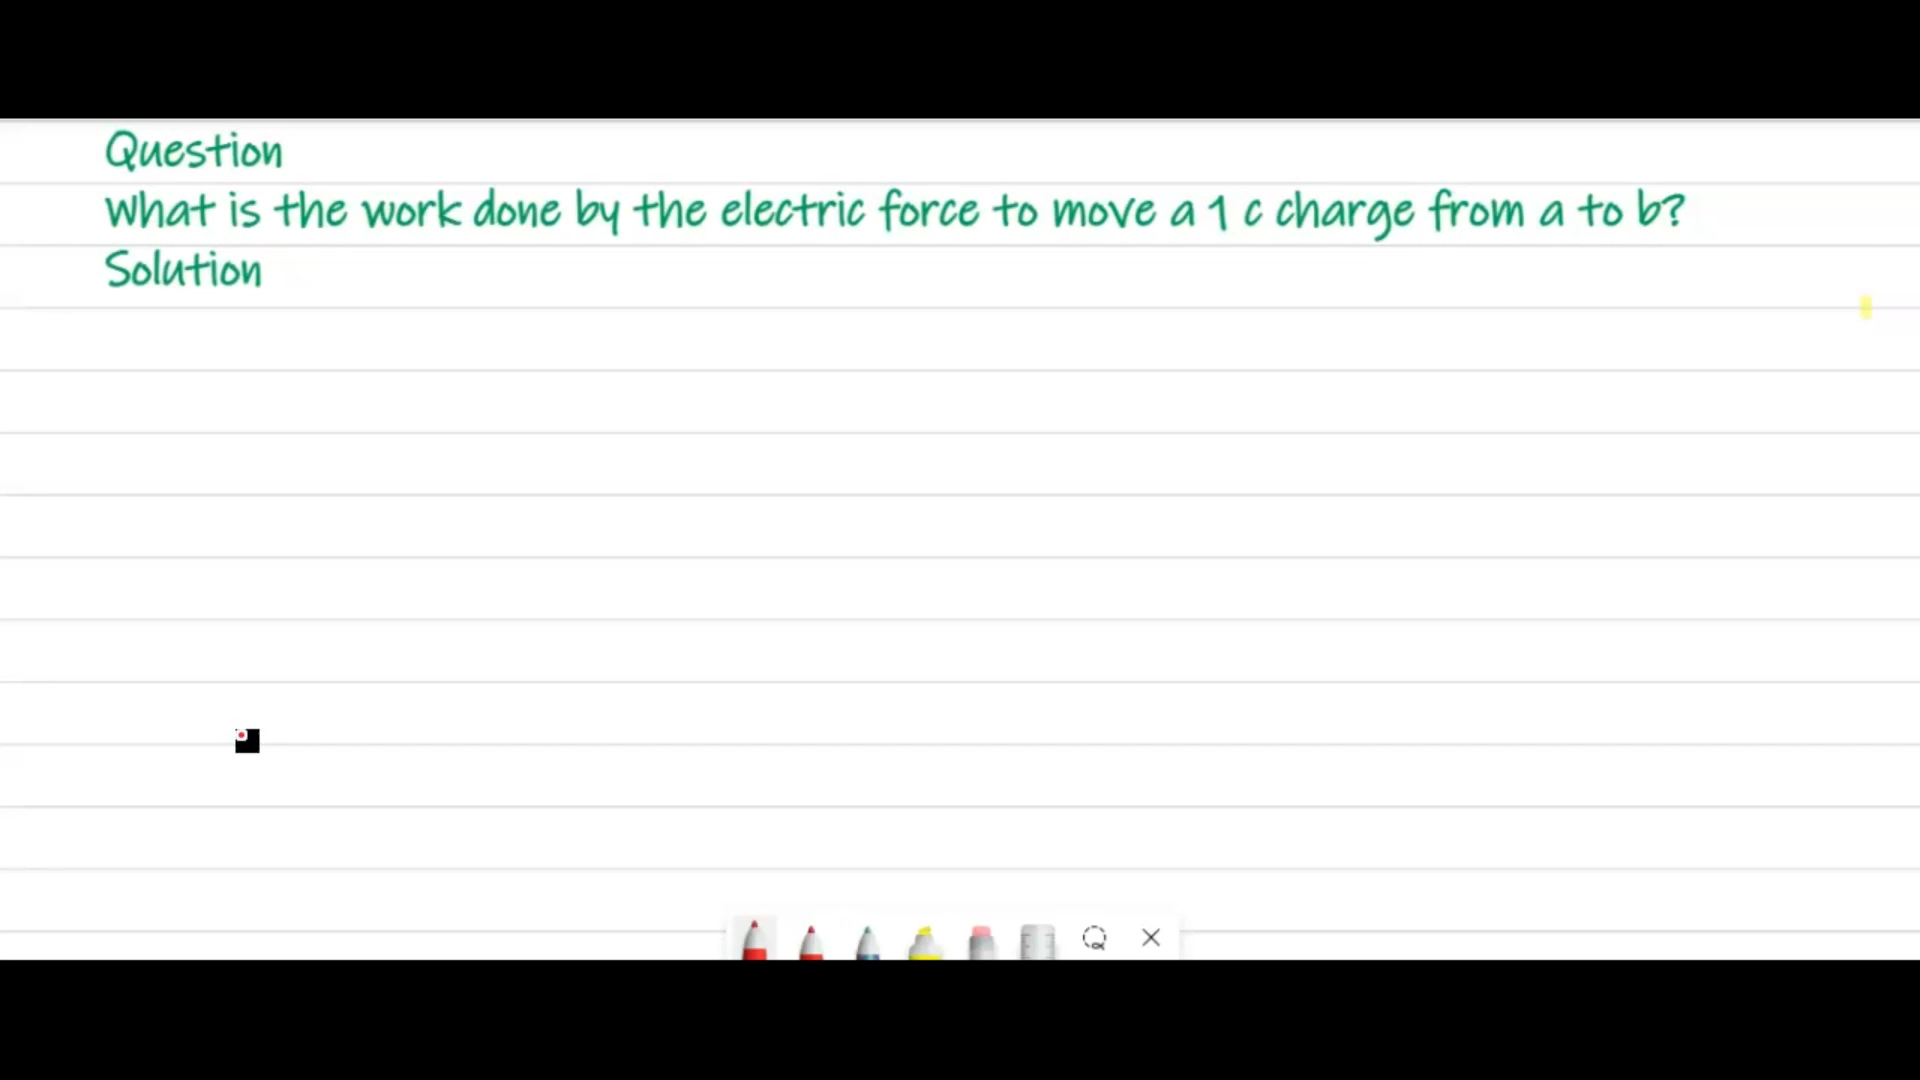 Question
What is the work done by the electric force to move a 1 c charge from a to b?
Solution